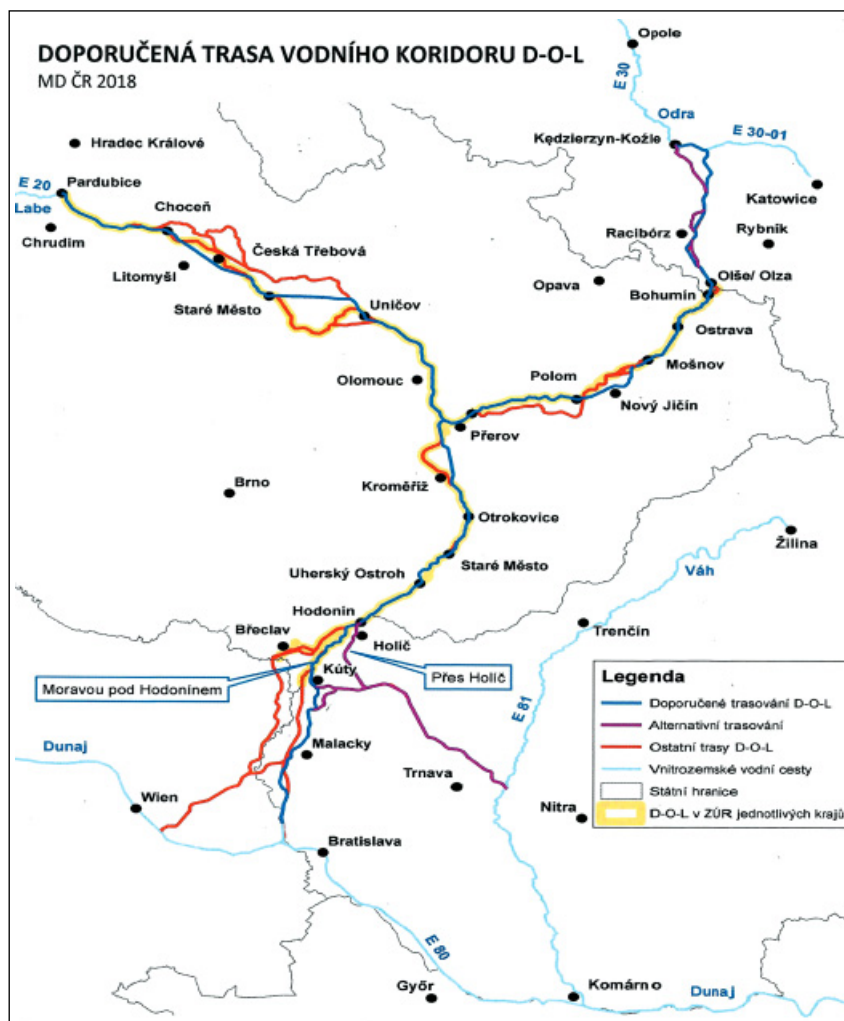 DOPORUČENÁ TRASA VODNÍHO KORIDORU D-O-L
MD ČR 2018
Opole
E 30
Odra
Kędzierzyn-Koźle
E 30-01
Hradec Králové
Pardubice
E 20
Labe
Katowice
Choceň
Chrudim
Racibórz
Rybnik
Česká Třebová
Litomyšl
Olše/ Olza
Opava
Bohumín
Staré Město
Uničov
Ostrava
Mošnov
Olomouc
Polom
Nový Jičín
Přerov
Kroměříž
Brno
Otrokovice
Žilina
Staré Město
Váh
Uherský Ostroh
Hodonin
Trenčín
Břeclav
Holíč
Moravou pod Hodonínem
Kúty
Přes Holíč
E 81
Dunaj
Malacky
Trnava
Wien
Nitra
Bratislava
E 80
Győr
Komárno
Dunaj
Legenda
Doporučené trasování D-O-L
Alternativní trasování
Ostatní trasy D-O-L
Vnitrozemské vodní cesty
Státní hranice
D-O-L v ZÚR jednotlivých krajů